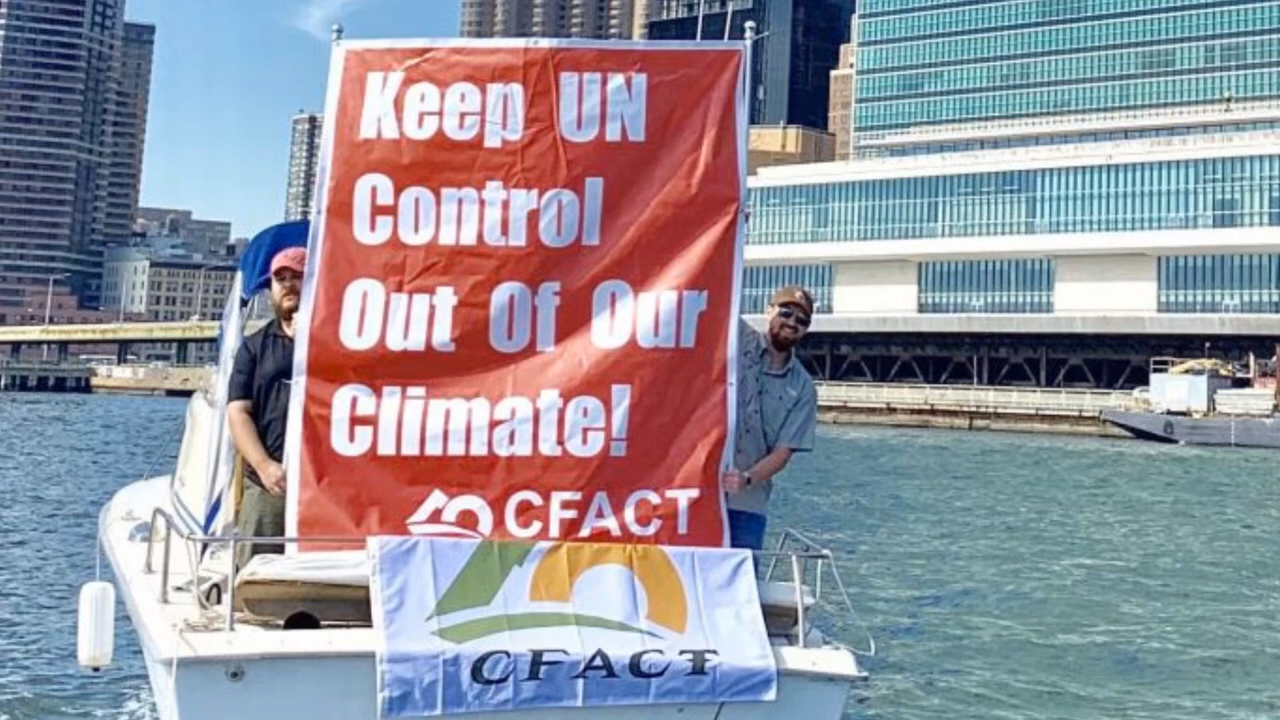 Keep UN
Control
Out Of Our
Climate!
CFACT
CFACT